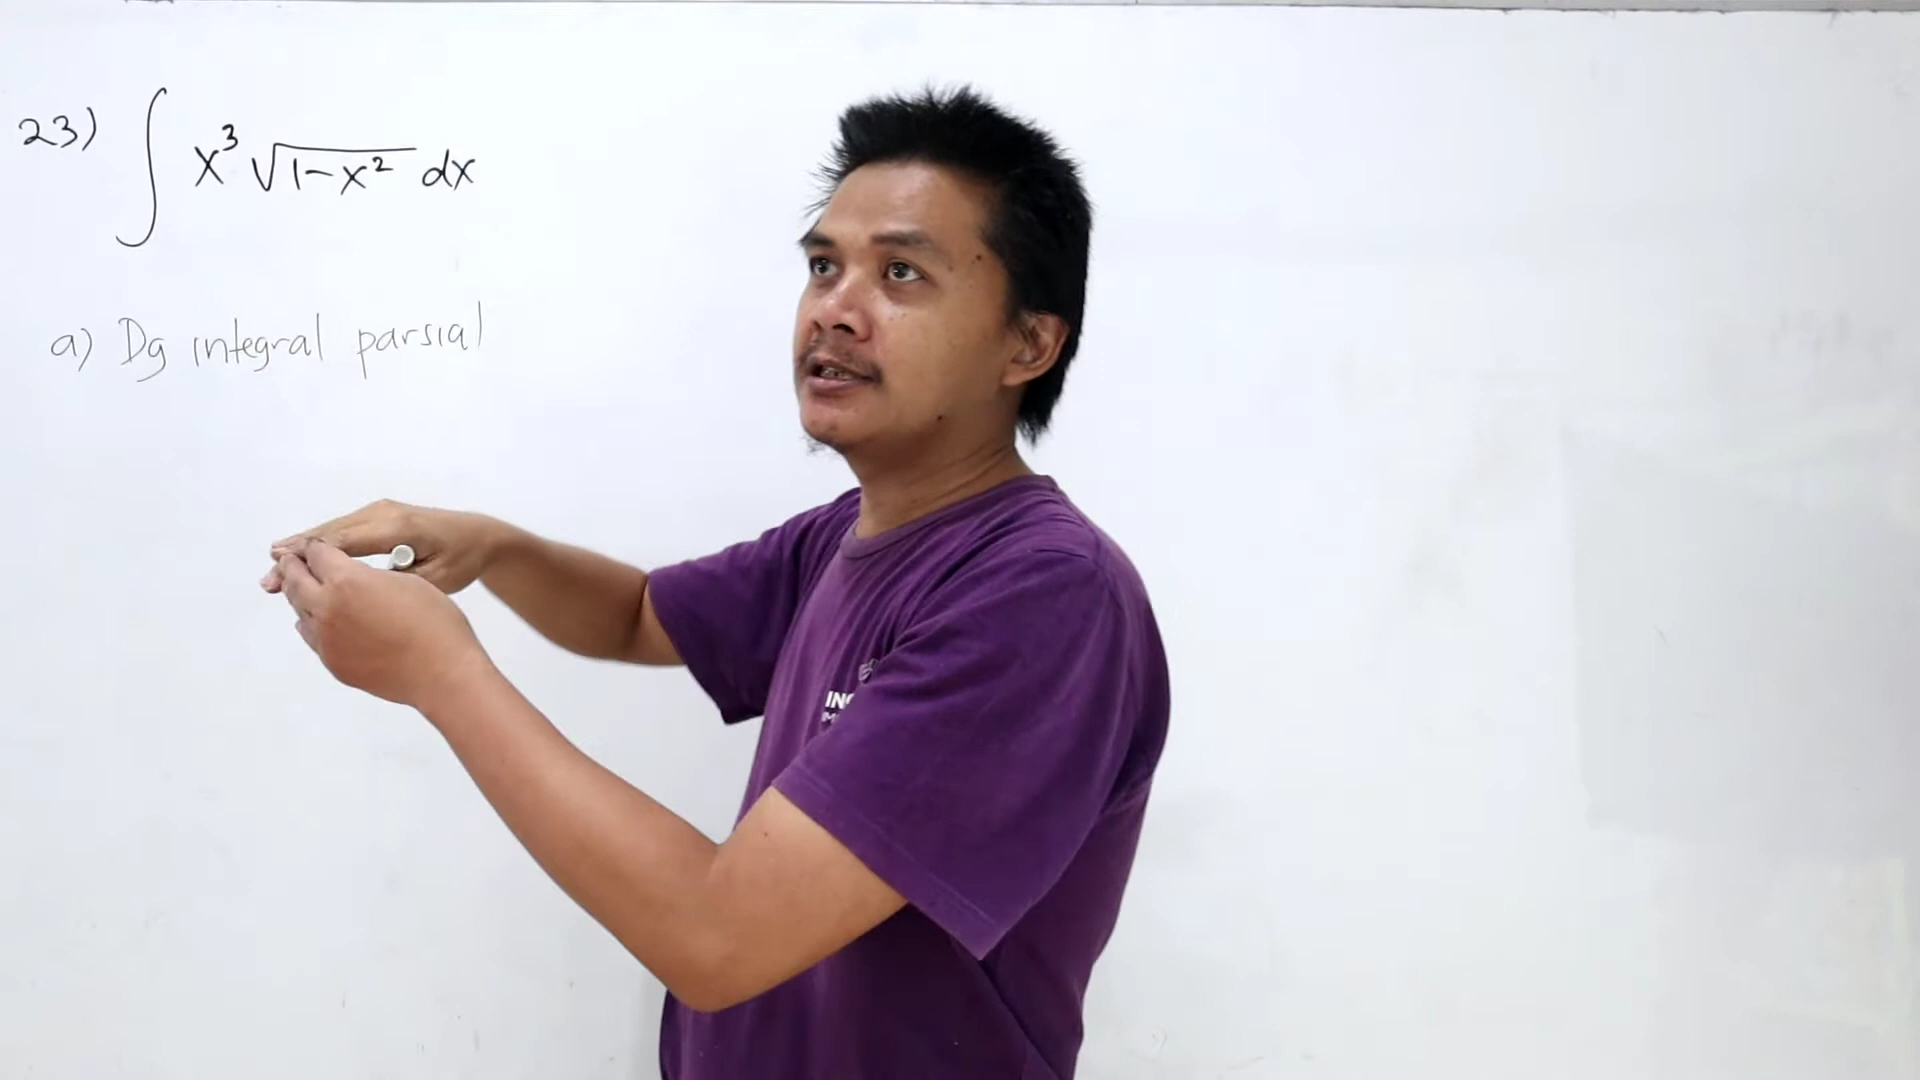 23) ∫ x³ √(1-x²) dx
a) Dg integral parsial